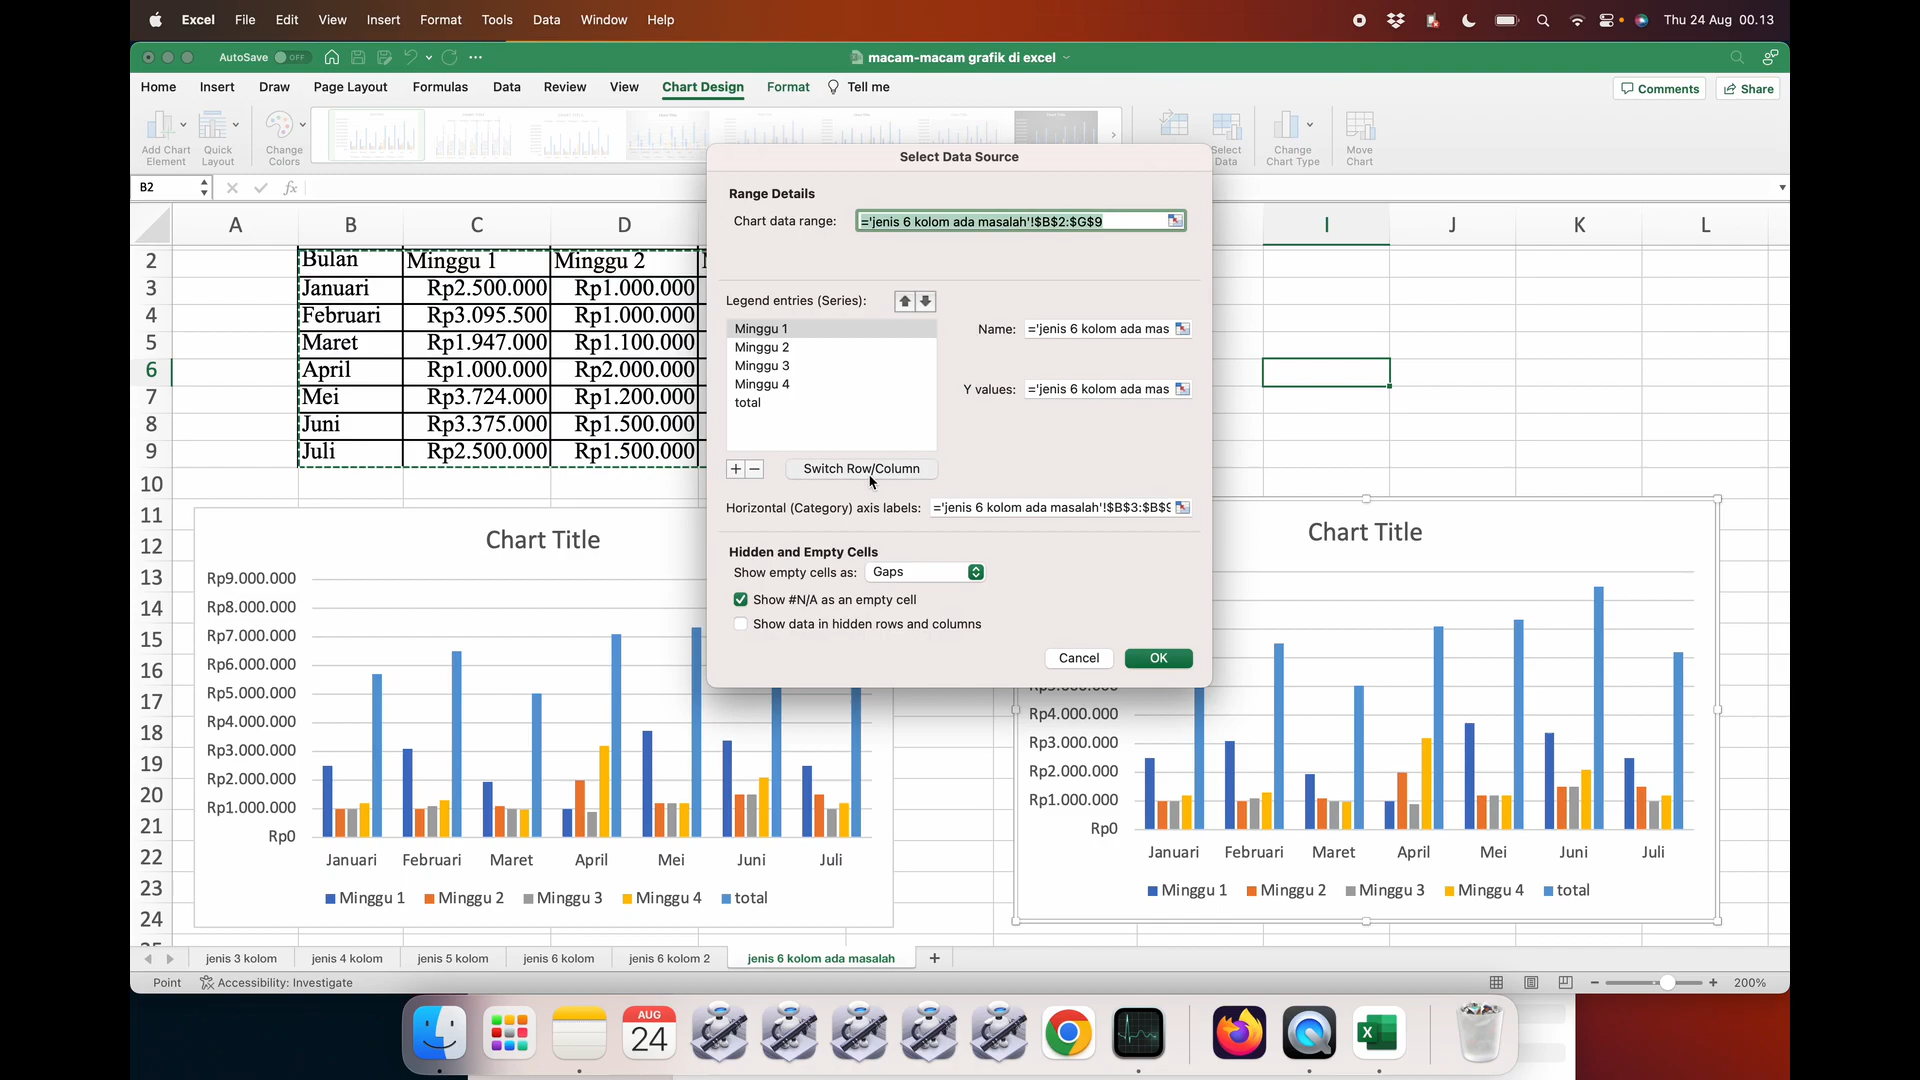 Excel File Edit View Insert Format Tools Data Window Help Thu 24 Aug 00.13
AutoSave OFF macam-macam grafik di excel
Home Insert Draw Page Layout Formulas Data Review View Chart Design Format Tell me Comments Share
Add Chart Element
Quick Layout
Change Colors
Select Data
Change Chart Type
Move Chart
B2
fx
A B C D I J K L
2 Bulan Minggu 1 Minggu 2
3 Januari Rp2.500.000 Rp1.000.000
4 Februari Rp3.095.500 Rp1.000.000
5 Maret Rp1.947.000 Rp1.100.000
6 April Rp1.000.000 Rp2.000.000
7 Mei Rp3.724.000 Rp1.200.000
8 Juni Rp3.375.000 Rp1.500.000
9 Juli Rp2.500.000 Rp1.500.000
10
11
12
13
14
15
16
17
18
19
20
21
22
23
24
Select Data Source
Range Details
Chart data range: ='jenis 6 kolom ada masalah'!$B$2:$G$9
Legend entries (Series):
Minggu 1
Minggu 2
Minggu 3
Minggu 4
total
Name: ='jenis 6 kolom ada mas
Y values: ='jenis 6 kolom ada mas
+ −
Switch Row/Column
Horizontal (Category) axis labels: ='jenis 6 kolom ada masalah'!$B$3:$B$9
Hidden and Empty Cells
Show empty cells as: Gaps
Show #N/A as an empty cell
Show data in hidden rows and columns
Cancel OK
Chart Title
Rp9.000.000
Rp8.000.000
Rp7.000.000
Rp6.000.000
Rp5.000.000
Rp4.000.000
Rp3.000.000
Rp2.000.000
Rp1.000.000
Rp0
Januari Februari Maret April Mei Juni Juli
Minggu 1 Minggu 2 Minggu 3 Minggu 4 total
Chart Title
Rp4.000.000
Rp3.000.000
Rp2.000.000
Rp1.000.000
Rp0
Januari Februari Maret April Mei Juni Juli
Minggu 1 Minggu 2 Minggu 3 Minggu 4 total
jenis 3 kolom jenis 4 kolom jenis 5 kolom jenis 6 kolom jenis 6 kolom 2 jenis 6 kolom ada masalah +
Point Accessibility: Investigate 200%
AUG
24